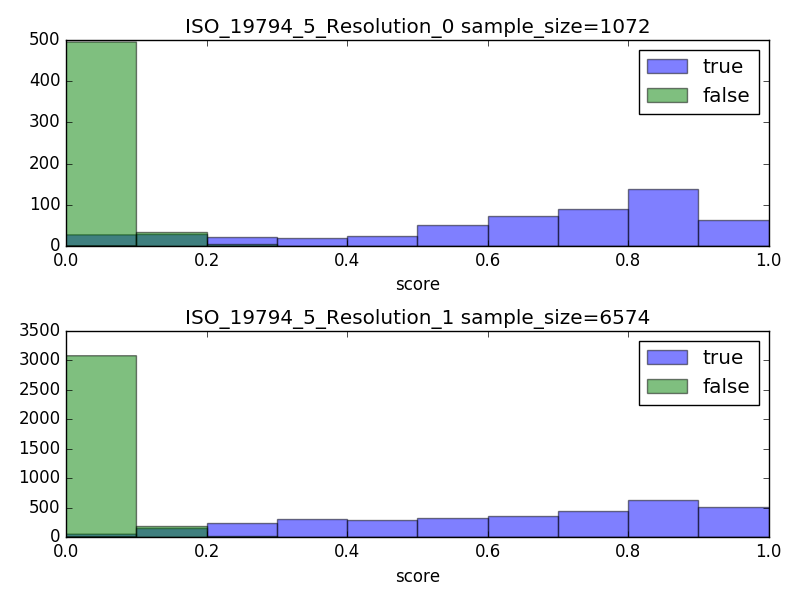 ISO_19794_5_Resolution_0 sample_size=1072
500
400
300
200
100
0
true
false
0.0 0.2 0.4 0.6 0.8 1.0
score
ISO_19794_5_Resolution_1 sample_size=6574
3500
3000
2500
2000
1500
1000
500
0
true
false
0.0 0.2 0.4 0.6 0.8 1.0
score